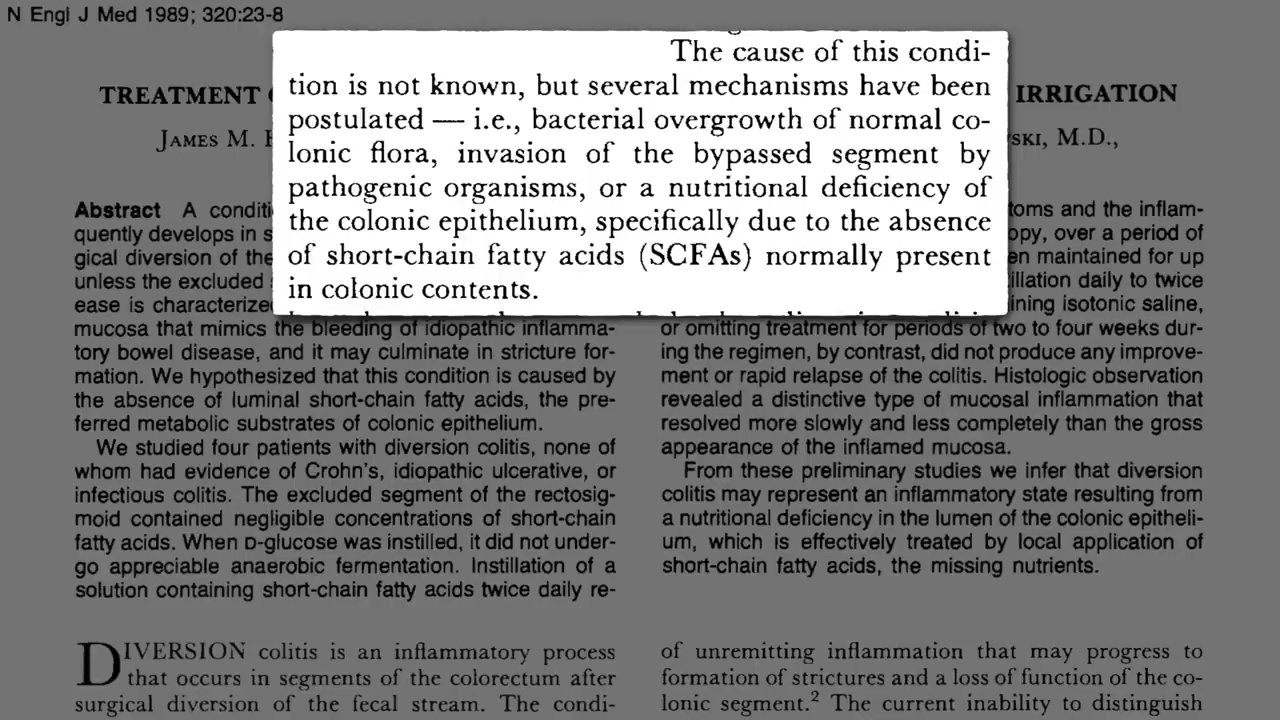 N Engl J Med 1989; 320:23-8
The cause of this condi-
tion is not known, but several mechanisms have been
postulated — i.e., bacterial overgrowth of normal co-
lonic flora, invasion of the bypassed segment by
pathogenic organisms, or a nutritional deficiency of
the colonic epithelium, specifically due to the absence
of short-chain fatty acids (SCFAs) normally present
in colonic contents.
TREATMENT
IRRIGATION
JAMES M.
M.D.,
Abstract A
quently develops in
gical diversion of the
unless the excluded
ease is
mucosa that mimics the bleeding of idiopathic inflamma-
tory bowel disease, and it may culminate in stricture for-
mation. We hypothesized that this condition is caused by
the absence of luminal short-chain fatty acids, the pre-
ferred metabolic substrates of colonic epithelium.
We studied four patients with diversion colitis, none of
whom had evidence of Crohn's, idiopathic ulcerative, or
infectious colitis. The excluded segment of the rectosig-
moid contained negligible concentrations of short-chain
fatty acids. When D-glucose was instilled, it did not under-
go appreciable anaerobic fermentation. Instillation of a
solution containing short-chain fatty acids twice daily re-
and the inflam-
over a period of
maintained for up
daily to twice
isotonic saline,
or omitting treatment for periods of two to four weeks dur-
ing the regimen, by contrast, did not produce any improve-
ment or rapid relapse of the colitis. Histologic observation
revealed a distinctive type of mucosal inflammation that
resolved more slowly and less completely than the gross
appearance of the inflamed mucosa.
From these preliminary studies we infer that diversion
colitis may represent an inflammatory state resulting from
a nutritional deficiency in the lumen of the colonic epitheli-
um, which is effectively treated by local application of
short-chain fatty acids, the missing nutrients.
DIVERSION colitis is an inflammatory process
that occurs in segments of the colorectum after
surgical diversion of the fecal stream. The condi-
of unremitting inflammation that may progress to
formation of strictures and a loss of function of the co-
lonic segment.2 The current inability to distinguish